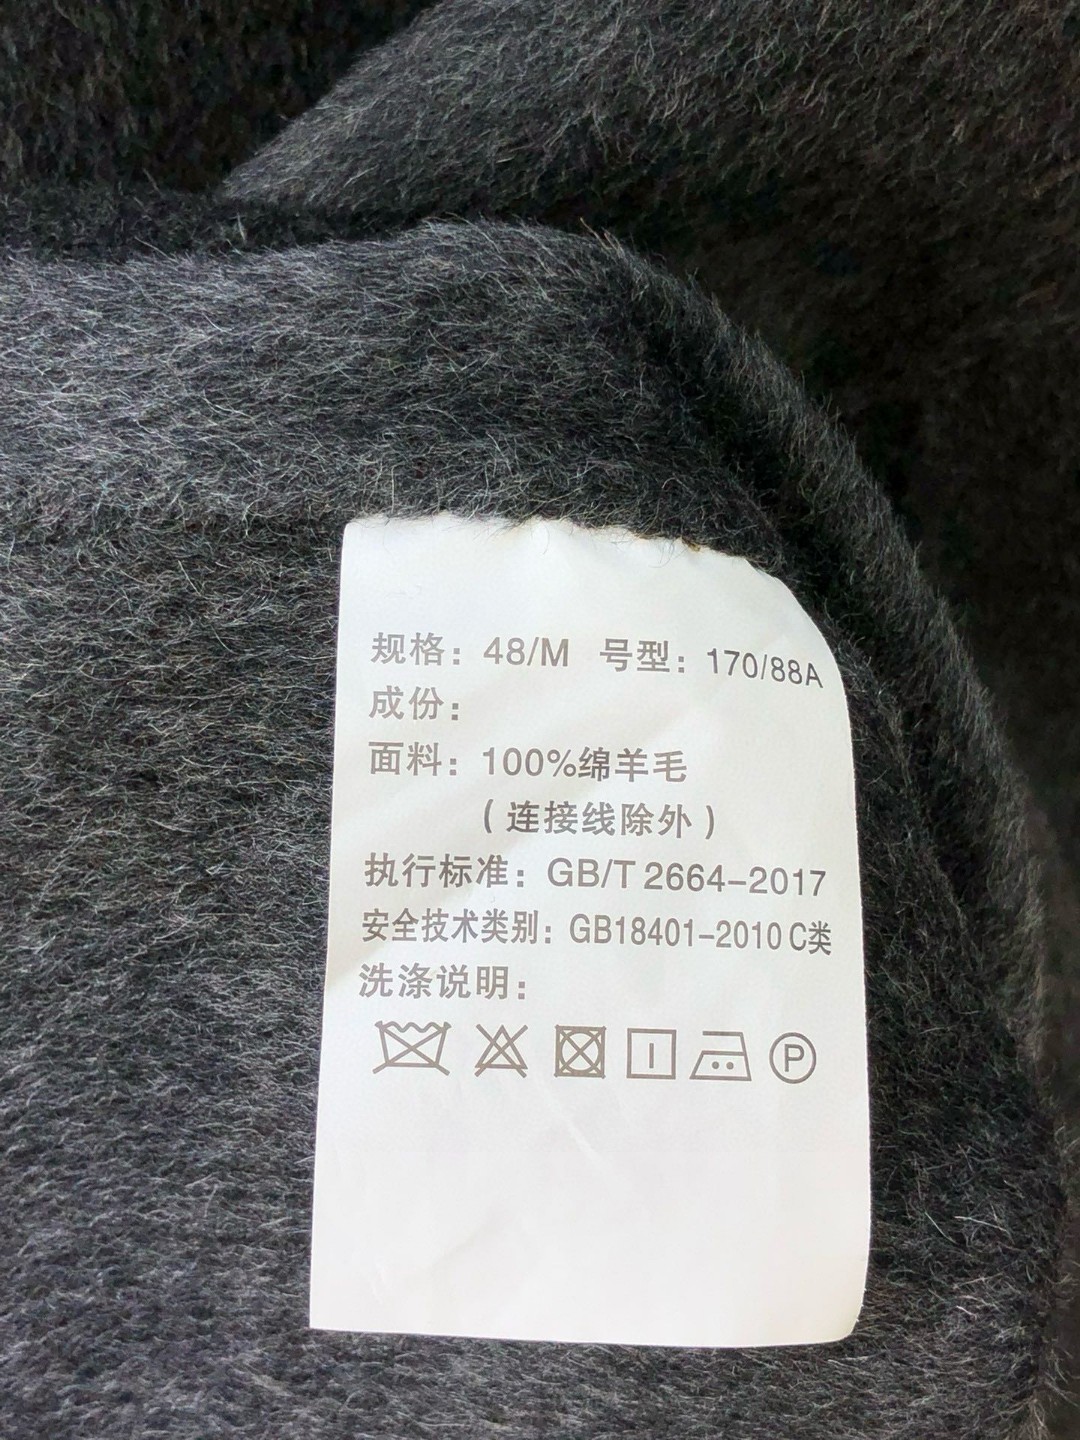 规格：48/M 号型：170/88A
成份：
面料：100%绵羊毛
（连接线除外）
执行标准：GB/T 2664-2017
安全技术类别：GB18401-2010 C类
洗涤说明：
P